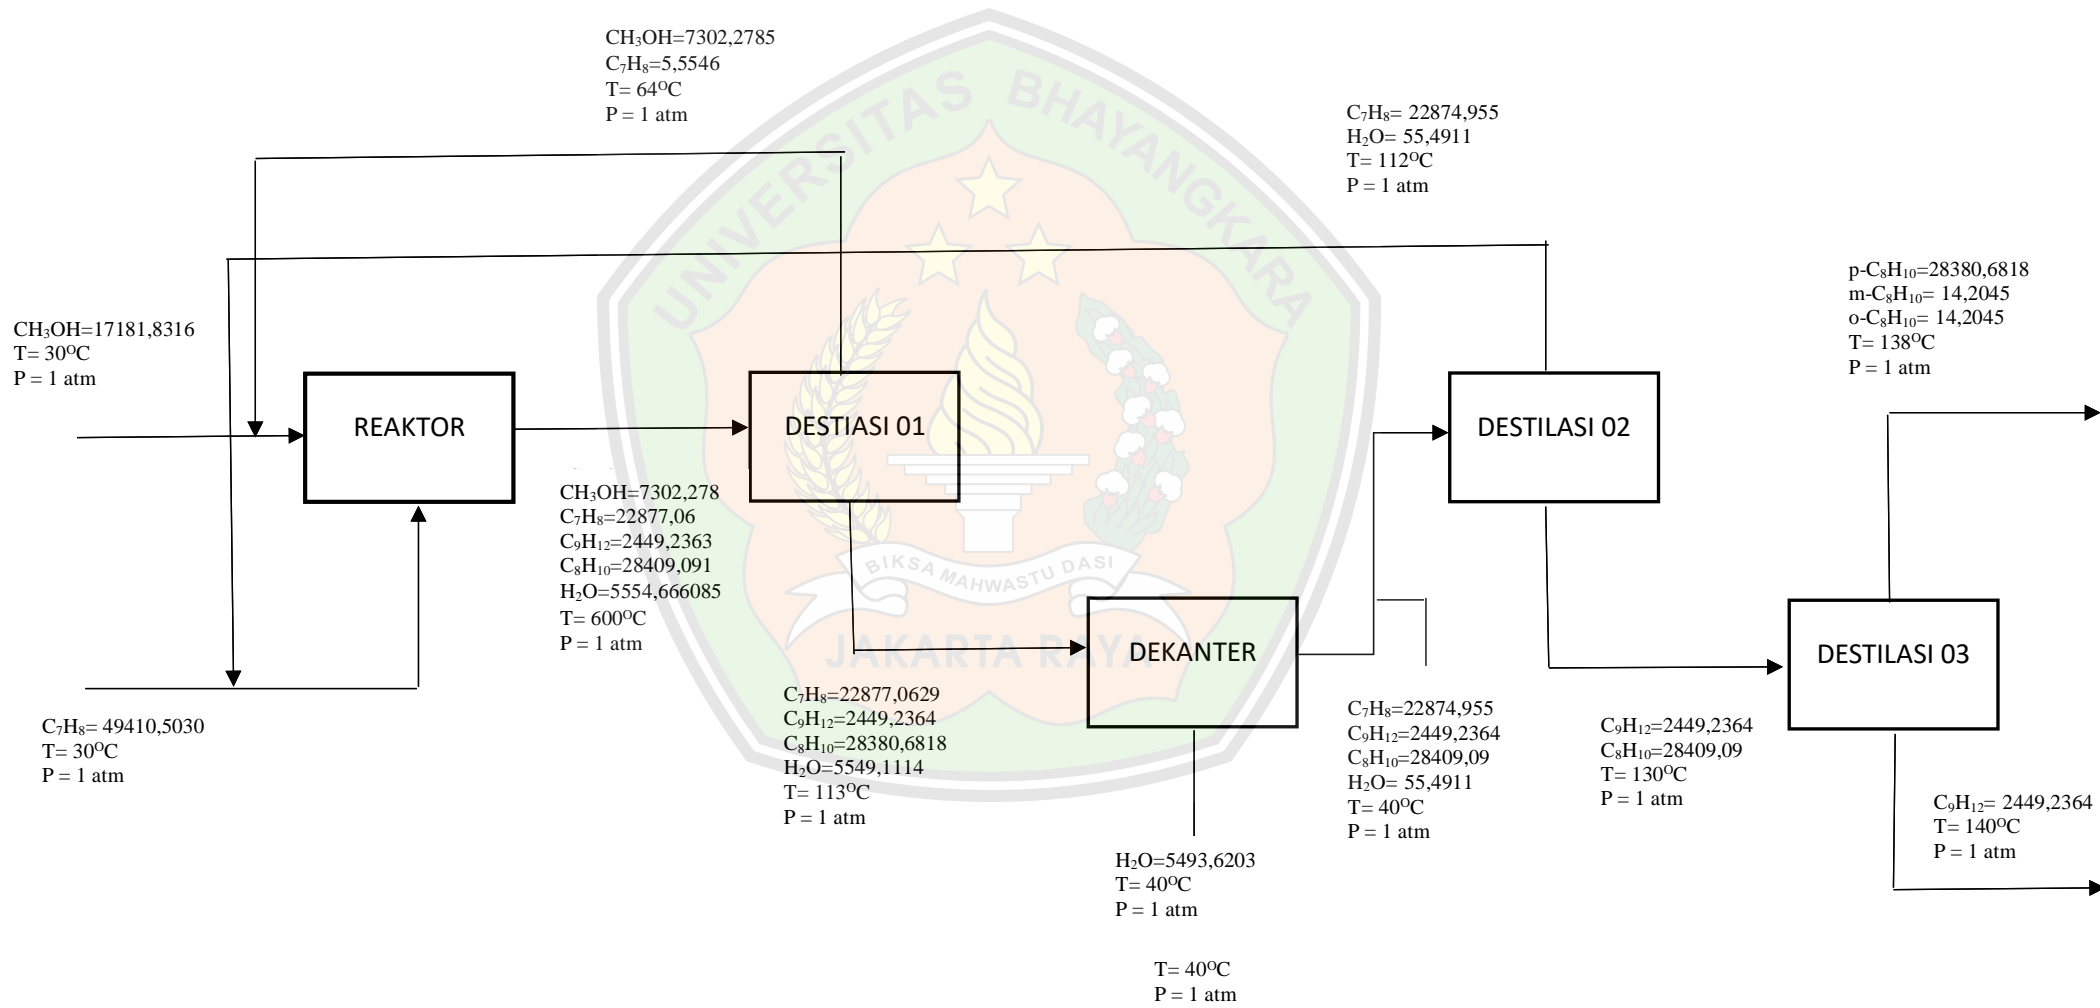 CH₃OH=7302,2785
C₇H₈=5,5546
T= 64ᴼC
P = 1 atm
C₇H₈= 22874,955
H₂O= 55,4911
T= 112ᴼC
P = 1 atm
p-C₈H₁₀=28380,6818
m-C₈H₁₀= 14,2045
o-C₈H₁₀= 14,2045
T= 138ᴼC
P = 1 atm
CH₃OH=17181,8316
T= 30ᴼC
P = 1 atm
REAKTOR
DESTIASI 01
DESTILASI 02
CH₃OH=7302,278
C₇H₈=22877,06
C₉H₁₂=2449,2363
C₈H₁₀=28409,091
H₂O=5554,666085
T= 600ᴼC
P = 1 atm
DEKANTER
DESTILASI 03
C₇H₈= 49410,5030
T= 30ᴼC
P = 1 atm
C₇H₈=22877,0629
C₉H₁₂=2449,2364
C₈H₁₀=28380,6818
H₂O=5549,1114
T= 113ᴼC
P = 1 atm
C₇H₈=22874,955
C₉H₁₂=2449,2364
C₈H₁₀=28409,09
H₂O= 55,4911
T= 40ᴼC
P = 1 atm
C₉H₁₂=2449,2364
C₈H₁₀=28409,09
T= 130ᴼC
P = 1 atm
C₉H₁₂= 2449,2364
T= 140ᴼC
P = 1 atm
H₂O=5493,6203
T= 40ᴼC
P = 1 atm
T= 40ᴼC
P = 1 atm
UNIVERSITAS BHAYANGKARA
BIKSA MAHWASTU DASI
JAKARTA RAYA